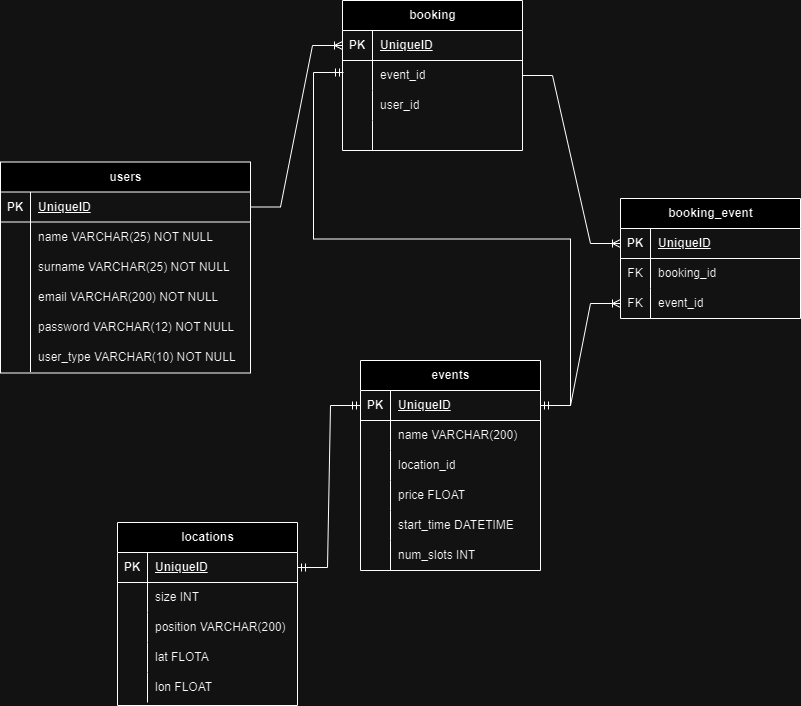 booking
PK UniqueID
event_id
user_id
users
PK UniqueID
name VARCHAR(25) NOT NULL
surname VARCHAR(25) NOT NULL
email VARCHAR(200) NOT NULL
password VARCHAR(12) NOT NULL
user_type VARCHAR(10) NOT NULL
booking_event
PK UniqueID
FK booking_id
FK event_id
events
PK UniqueID
name VARCHAR(200)
location_id
price FLOAT
start_time DATETIME
num_slots INT
locations
PK UniqueID
size INT
position VARCHAR(200)
lat FLOTA
lon FLOAT